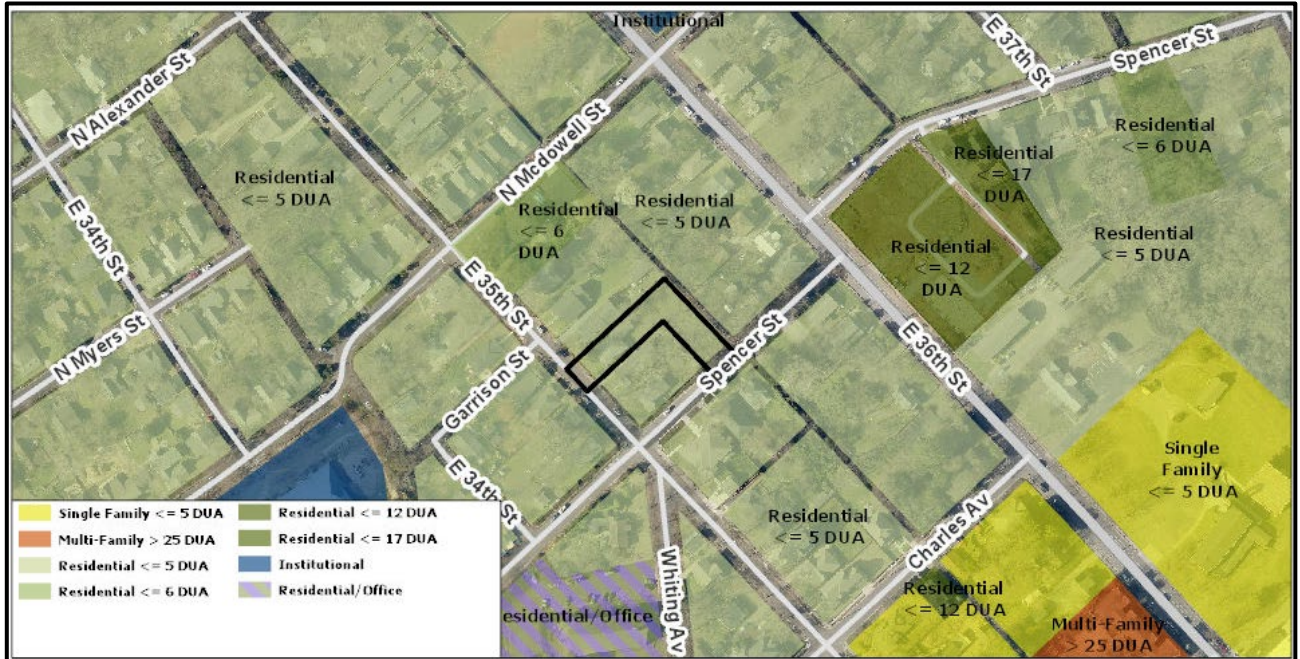 Institutional
E 37th St
Spencer St
N Alexander St
N Mcdowell St
Residential
<= 6 DUA
Residential
<= 17
DUA
Residential
<= 5 DUA
Residential
<= 6
DUA
Residential
<= 5 DUA
E 34th St
Residential
<= 5 DUA
Residential
<= 12
DUA
E 35th St
N Myers St
Garrison St
Spencer St
E 36th St
E 34th St
Single
Family
<= 5 DUA
Residential
<= 5 DUA
Charles Av
Whiting Av
Residential
<= 12 DUA
esidential/Office
Multi-Family
> 25 DUA
Single Family <= 5 DUA
Multi-Family > 25 DUA
Residential <= 5 DUA
Residential <= 6 DUA
Residential <= 12 DUA
Residential <= 17 DUA
Institutional
Residential/Office